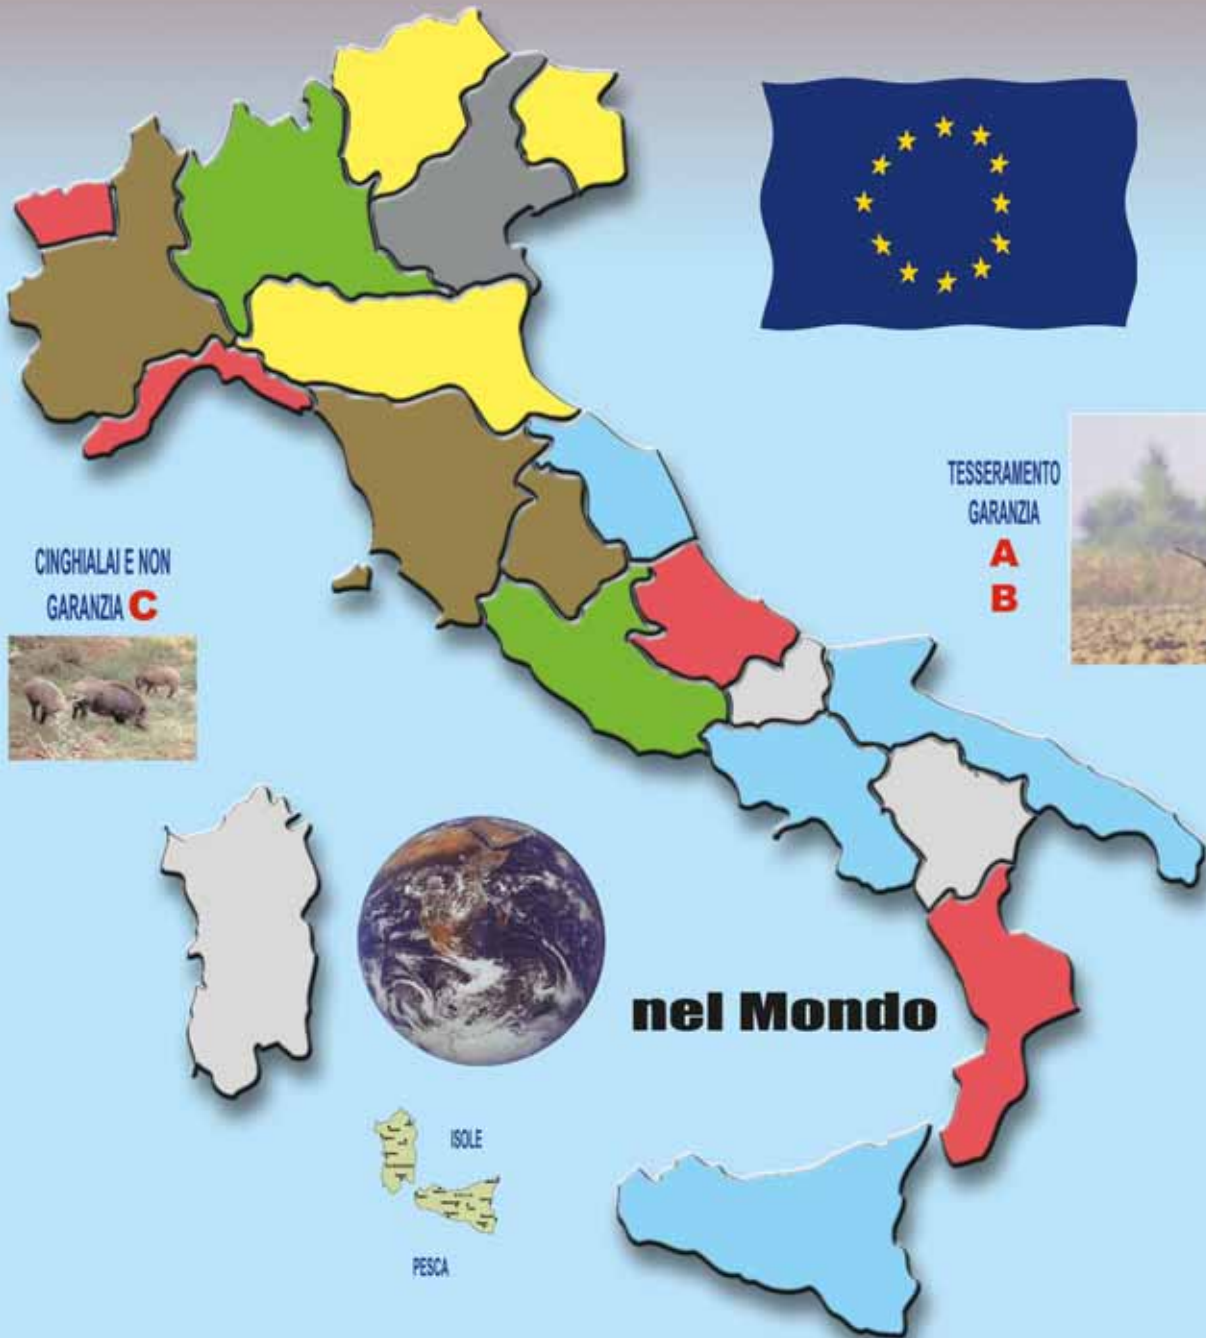 TESSERAMENTO
GARANZIA
A
B
CINGHIALAI E NON
GARANZIA C
nel Mondo
ISOLE
PESCA